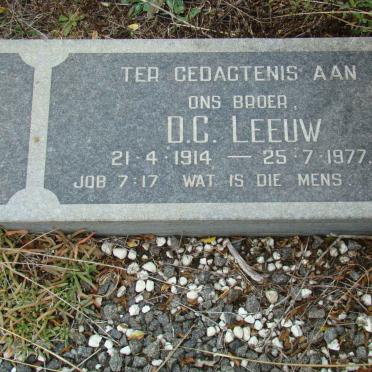 TER GEDAGTENIS AAN
ONS BROER,
D.C. LEEUW
21·4·1914 — 25·7·1977.
JOB 7:17 WAT IS DIE MENS